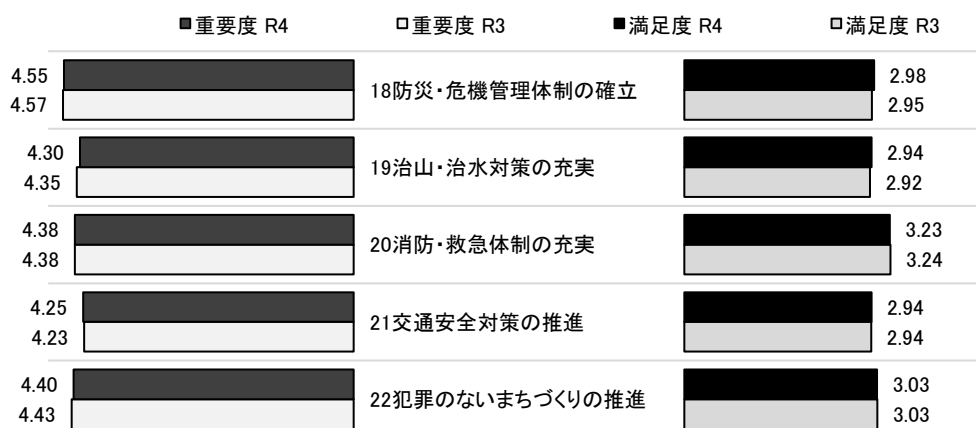 ■重要度 R4 □重要度 R3 ■満足度 R4 □満足度 R3
4.55 18防災・危機管理体制の確立 2.98
4.57 2.95
4.30 19治山・治水対策の充実 2.94
4.35 2.92
4.38 20消防・救急体制の充実 3.23
4.38 3.24
4.25 21交通安全対策の推進 2.94
4.23 2.94
4.40 22犯罪のないまちづくりの推進 3.03
4.43 3.03